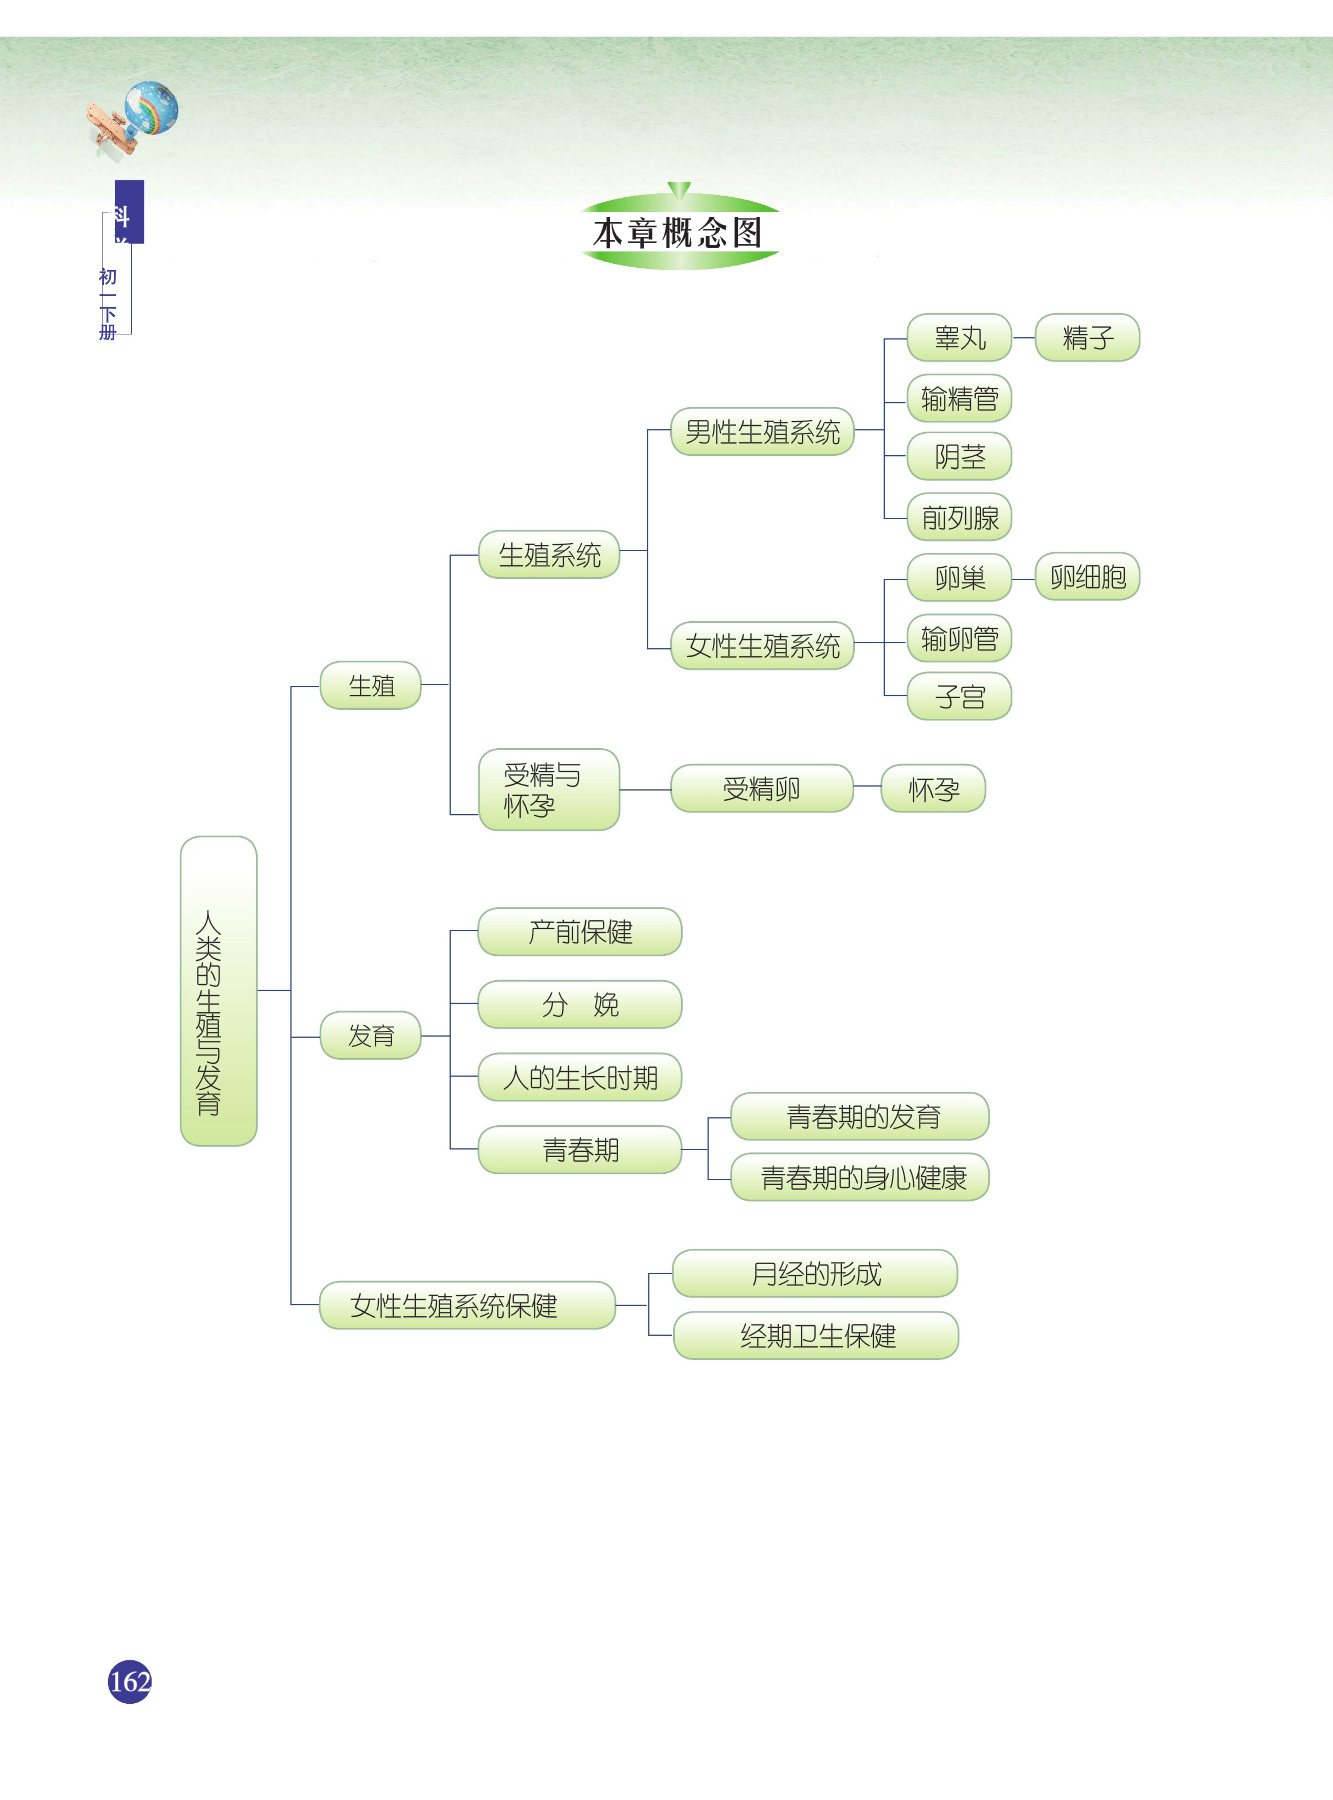 科
初一下册
本章概念图
睾丸
精子
输精管
男性生殖系统
阴茎
前列腺
生殖系统
卵巢
卵细胞
输卵管
女性生殖系统
子宫
生殖
受精与
怀孕
受精卵
怀孕
人类的生殖与发育
产前保健
分 娩
发育
人的生长时期
青春期
青春期的发育
青春期的身心健康
女性生殖系统保健
月经的形成
经期卫生保健
162